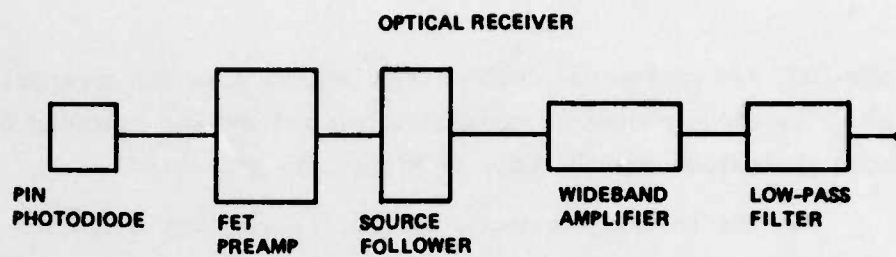 OPTICAL RECEIVER
PIN
PHOTODIODE
FET
PREAMP
SOURCE
FOLLOWER
WIDEBAND
AMPLIFIER
LOW-PASS
FILTER